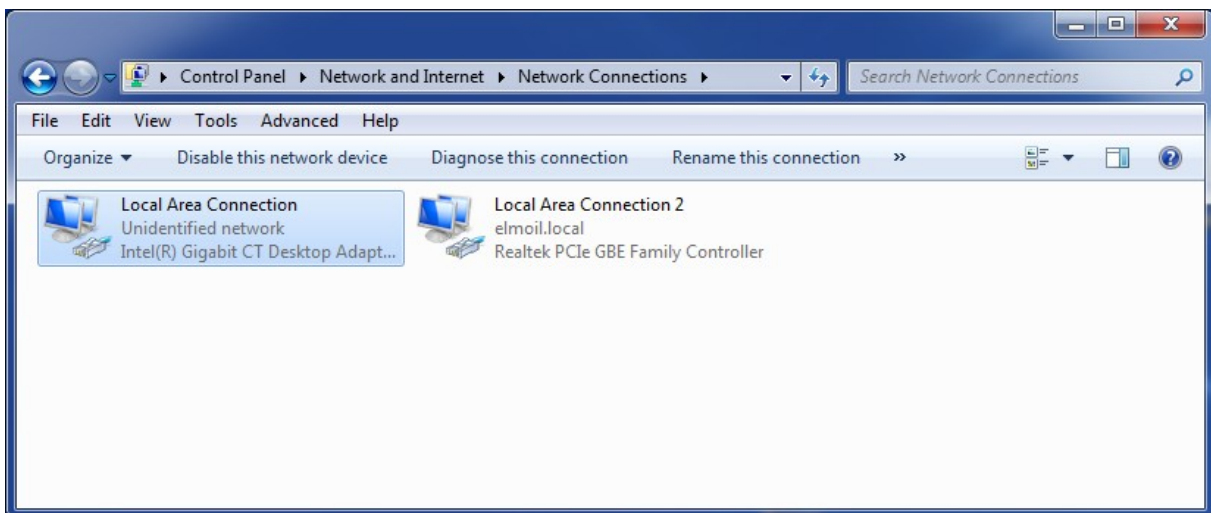 Control Panel Network and Internet Network Connections Search Network Connections
File Edit View Tools Advanced Help
Organize Disable this network device Diagnose this connection Rename this connection »
Local Area Connection
Unidentified network
Intel(R) Gigabit CT Desktop Adapt...
Local Area Connection 2
elmoil.local
Realtek PCIe GBE Family Controller